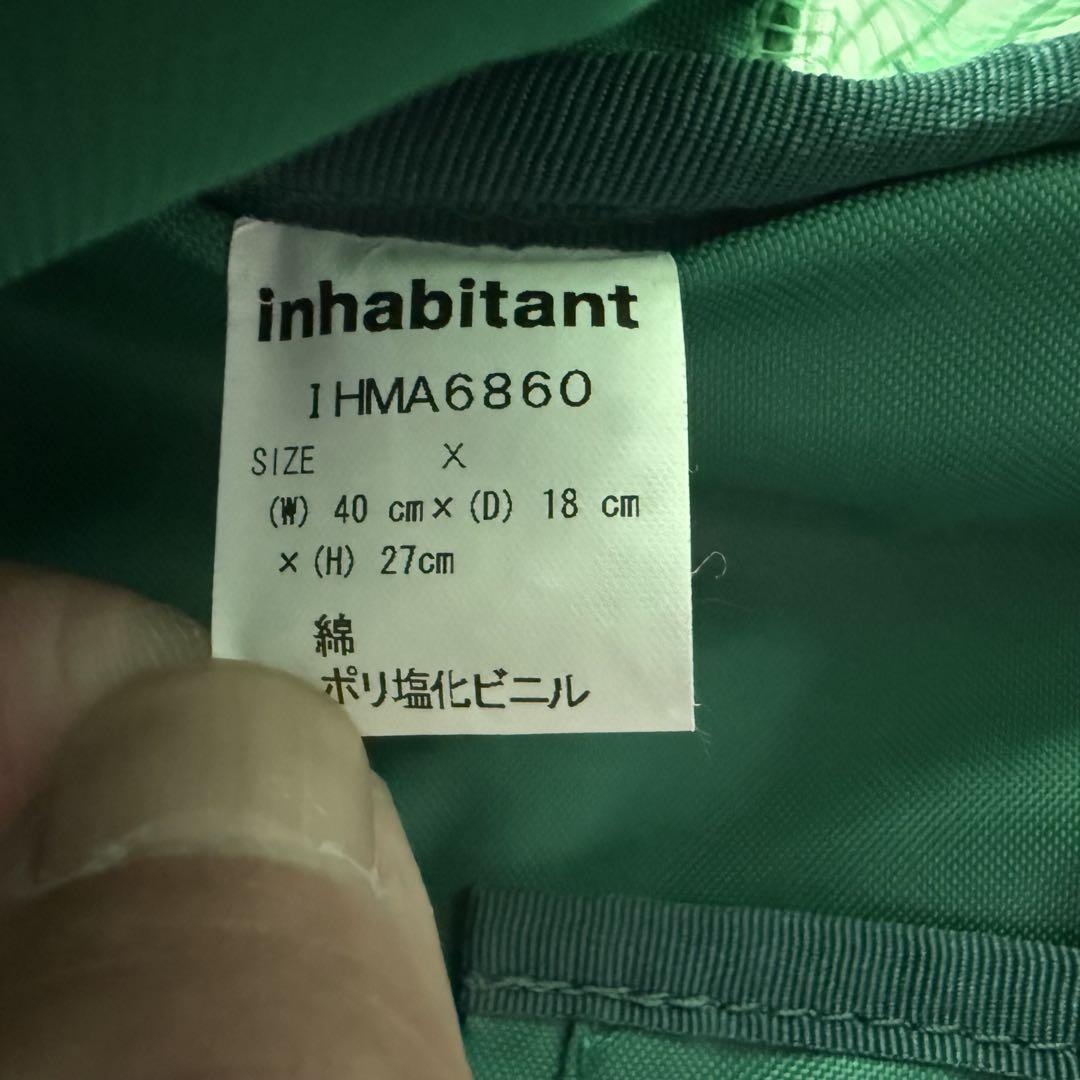 inhabitant
IHMA6860
SIZE X
(W) 40 cm×(D) 18 cm
×(H) 27cm
綿
ポリ塩化ビニル